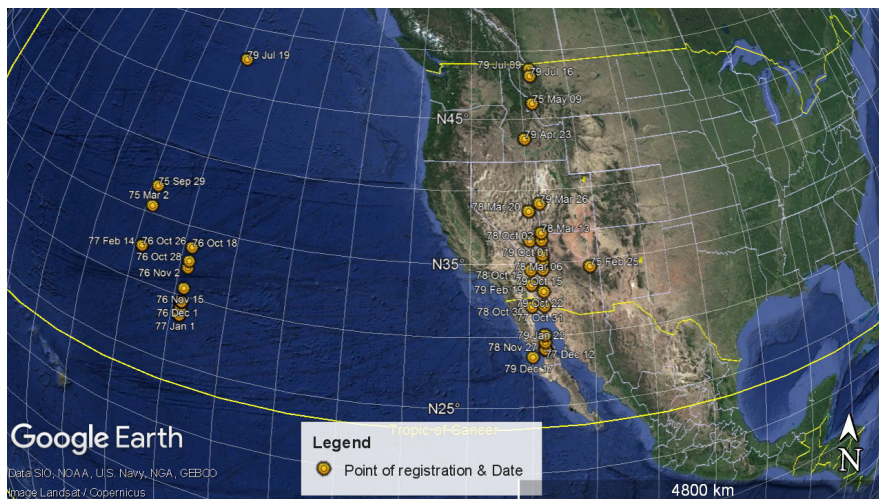 79 Jul 19
79 Jul 89
79 Jul 16
75 May 09
N45°
79 Apr 23
75 Sep 29
75 Mar 2
79 Mar 26
78 Mar 20
77 Feb 14
76 Oct 26
76 Oct 18
78 Mar 13
78 Oct 02
76 Oct 28
79 Oct 01
N35°
75 Feb 25
76 Nov 2
78 Oct 15
78 Mar 06
79 Oct 15
79 Feb 19
76 Nov 15
79 Oct 22
76 Dec 1
78 Oct 30
77 Oct 31
77 Jan 1
79 Jan 22
78 Nov 27
77 Dec 12
79 Dec 17
N25°
Tropic of Cancer
Google Earth
Legend
Point of registration & Date
Data SIO, NOAA, U.S. Navy, NGA, GEBCO
Image Landsat / Copernicus
4800 km
N